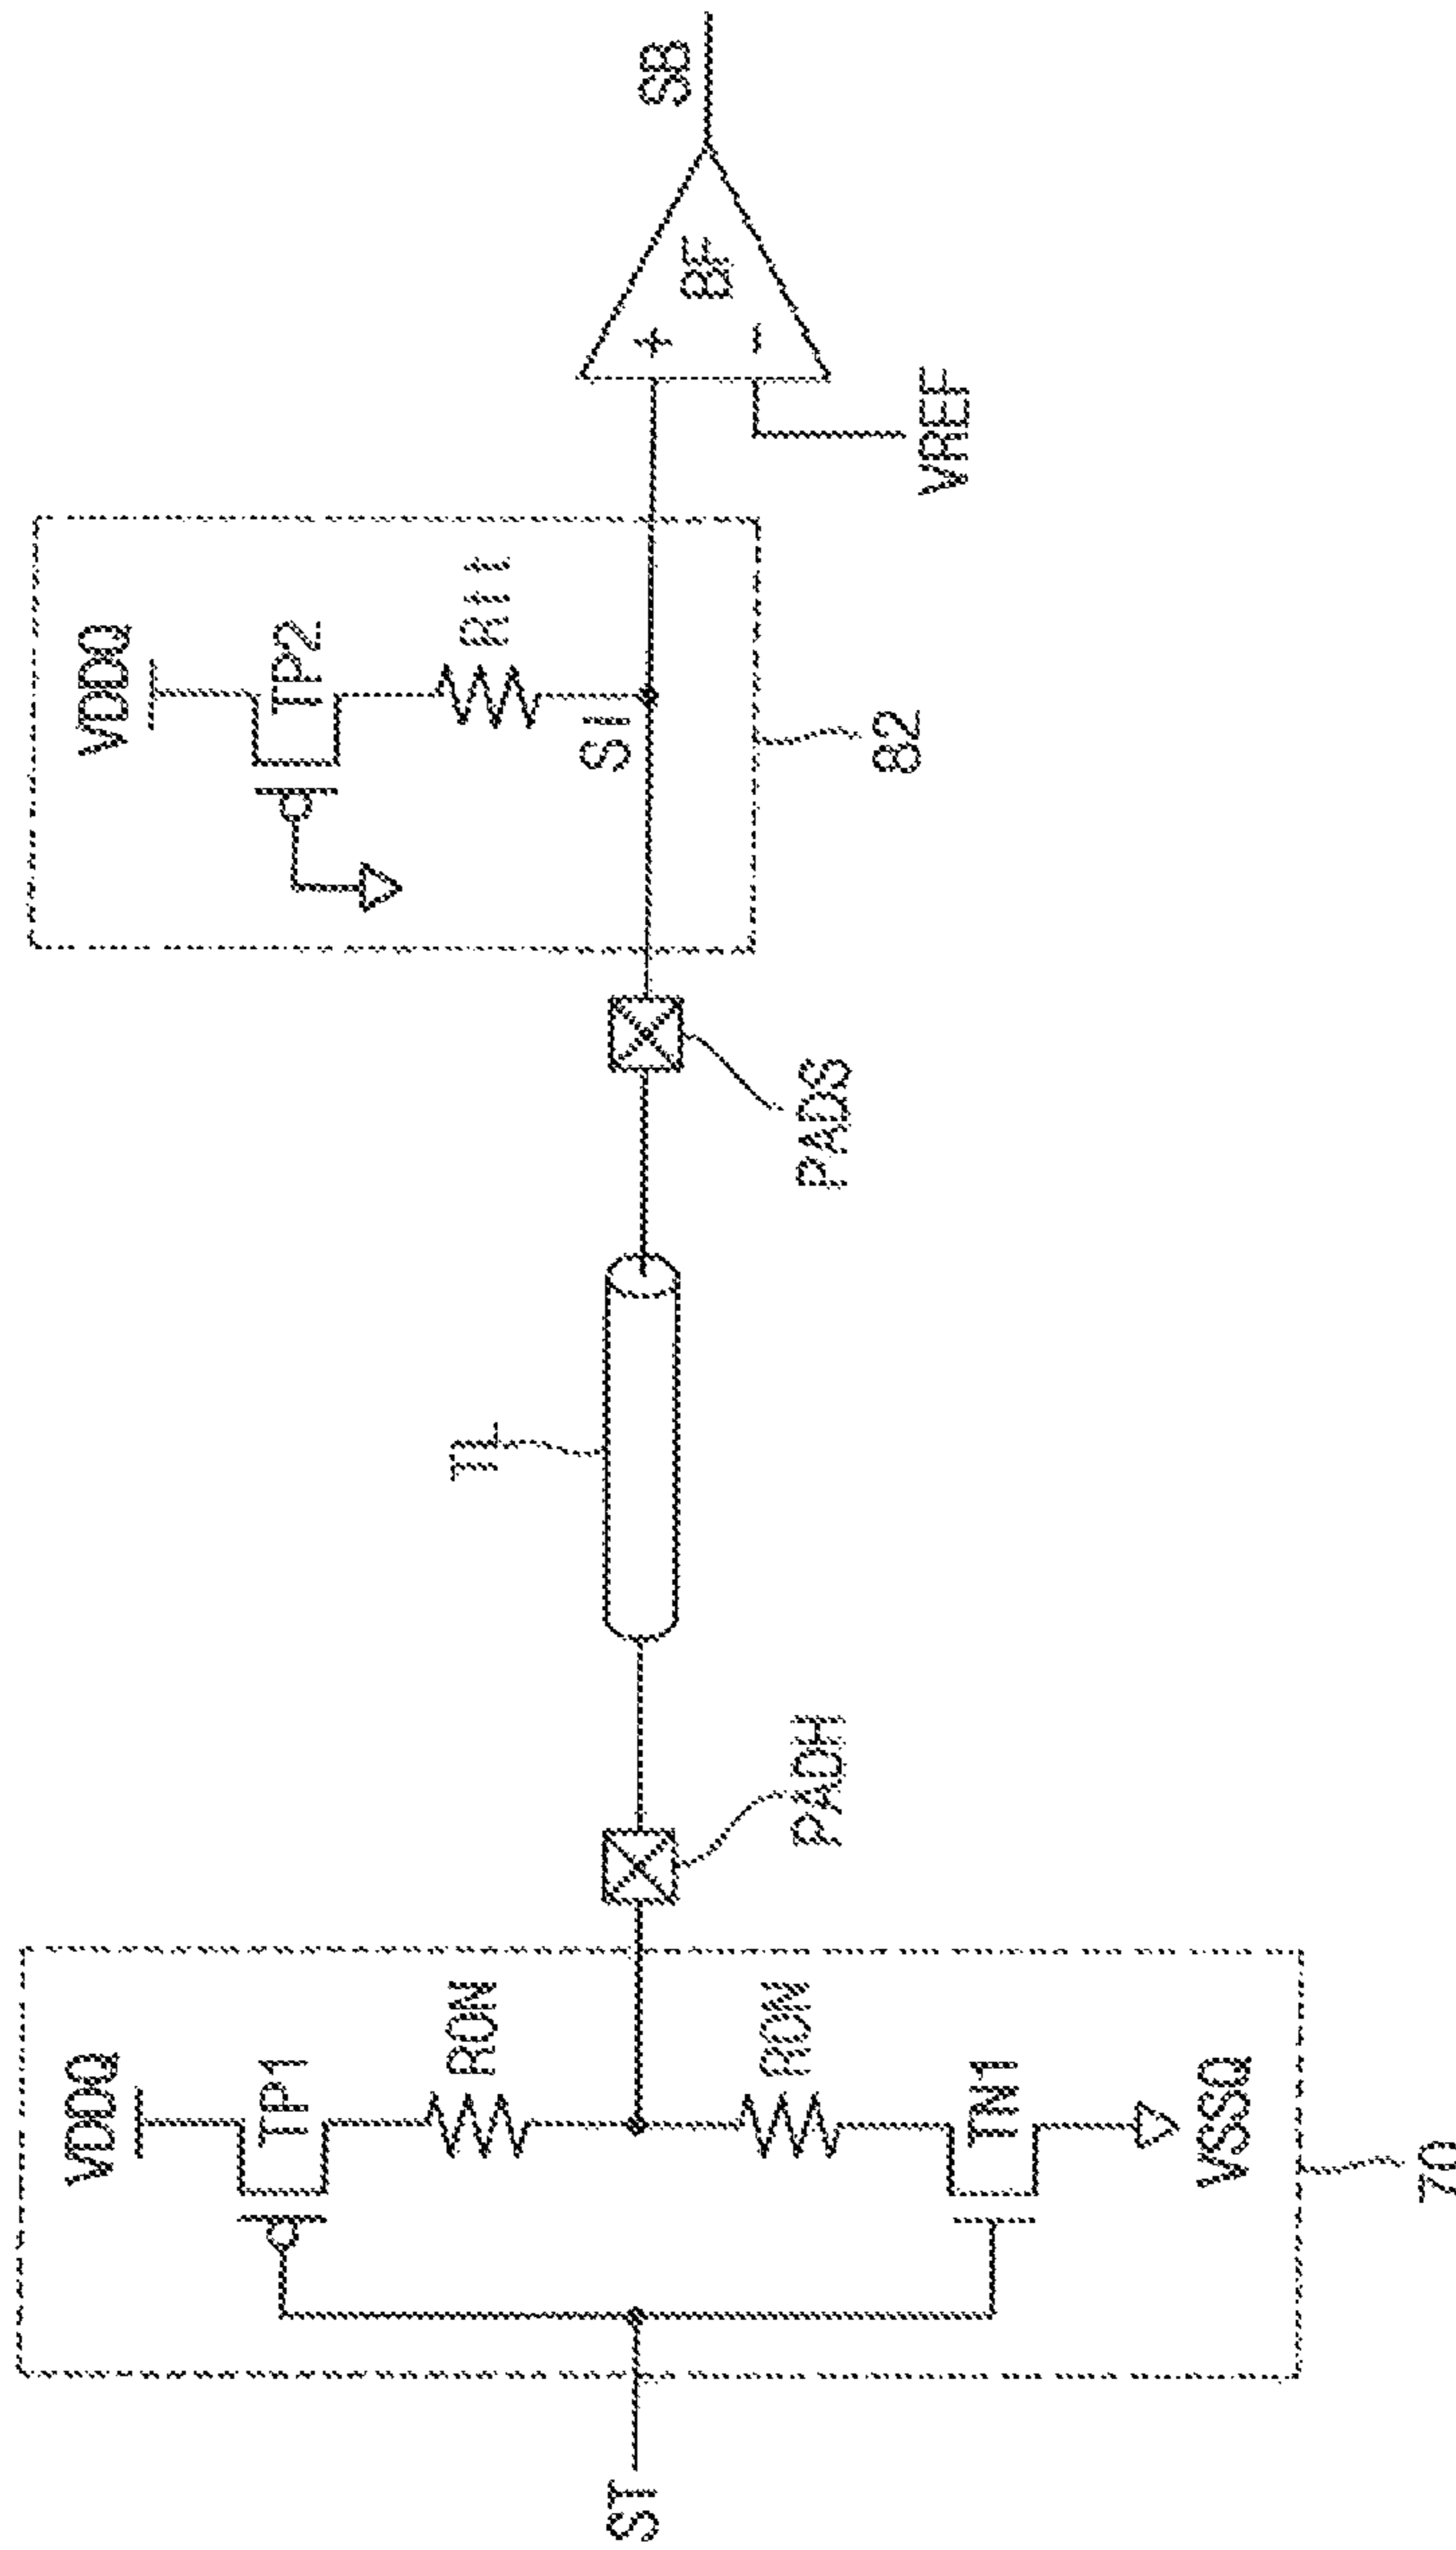 VDDQ
TP1
RON
RON
TN1
VSSQ
ST
70
PADH
TL
PADS
VDDQ
TP2
Rtt
SI
82
+
BF
-
VREF
SB